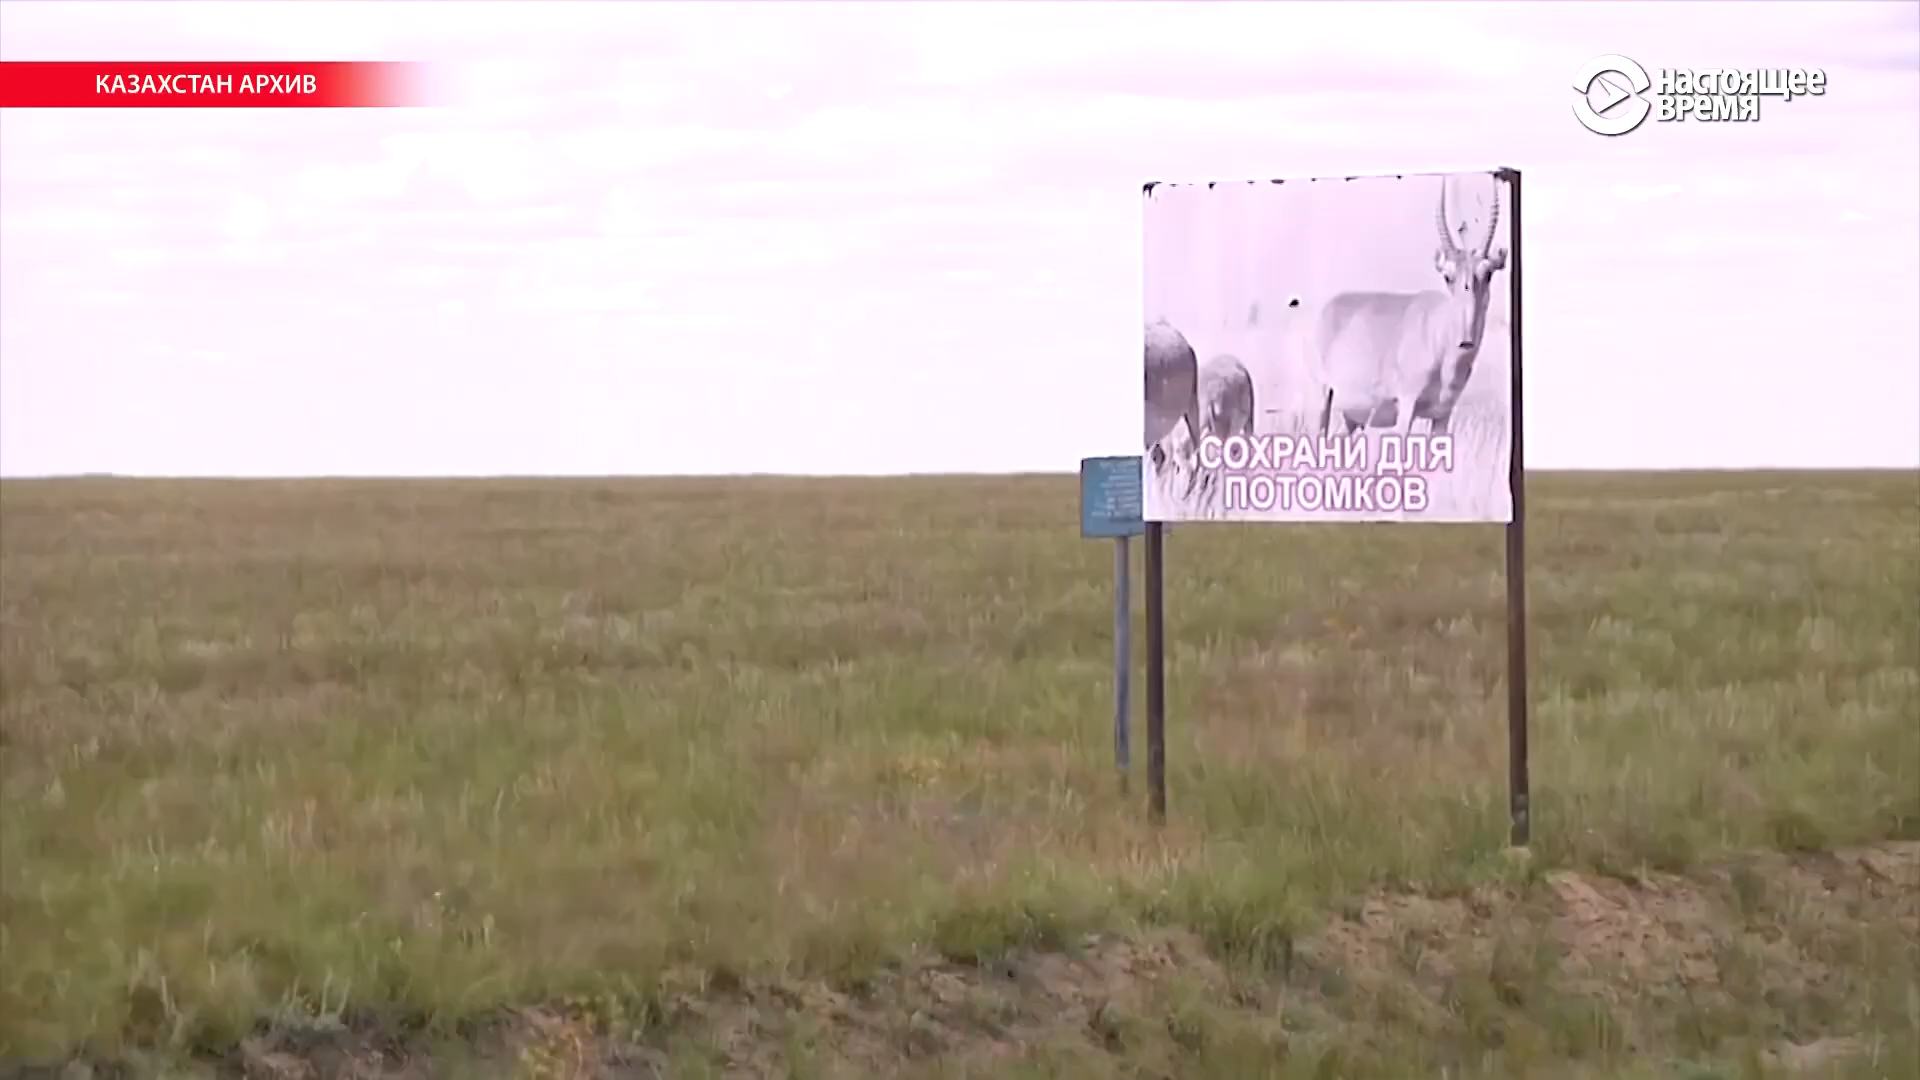 КАЗАХСТАН АРХИВ
настоящее
время
СОХРАНИ ДЛЯ
ПОТОМКОВ